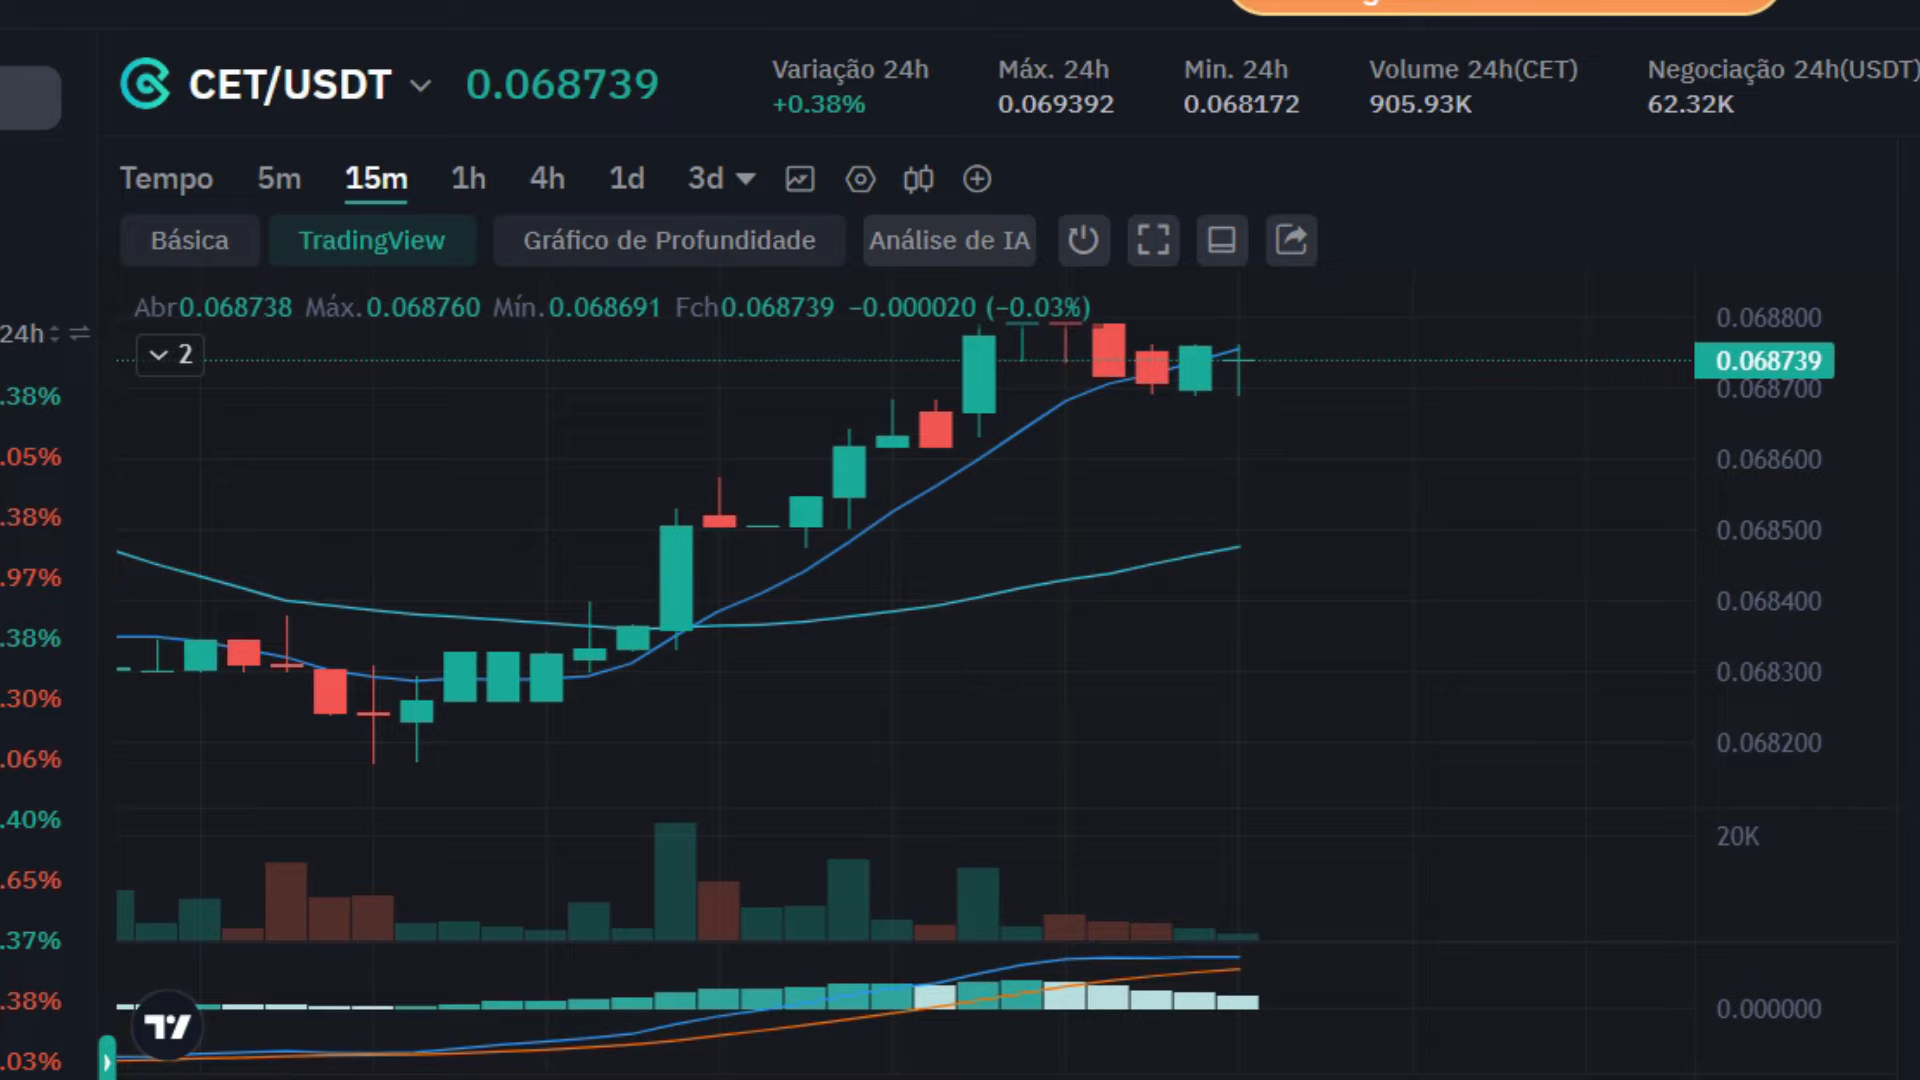 CET/USDT 0.068739
Variação 24h
+0.38%
Máx. 24h
0.069392
Min. 24h
0.068172
Volume 24h(CET)
905.93K
Negociação 24h(USDT)
62.32K
Tempo 5m 15m 1h 4h 1d 3d
Básica TradingView Gráfico de Profundidade Análise de IA
Abr0.068738 Máx.0.068760 Mín.0.068691 Fch0.068739 −0.000020 (−0.03%)
2
24h
.38%
.05%
.38%
.97%
.38%
.30%
.06%
.40%
.65%
.37%
.38%
.03%
0.068800
0.068739
0.068700
0.068600
0.068500
0.068400
0.068300
0.068200
20K
0.000000